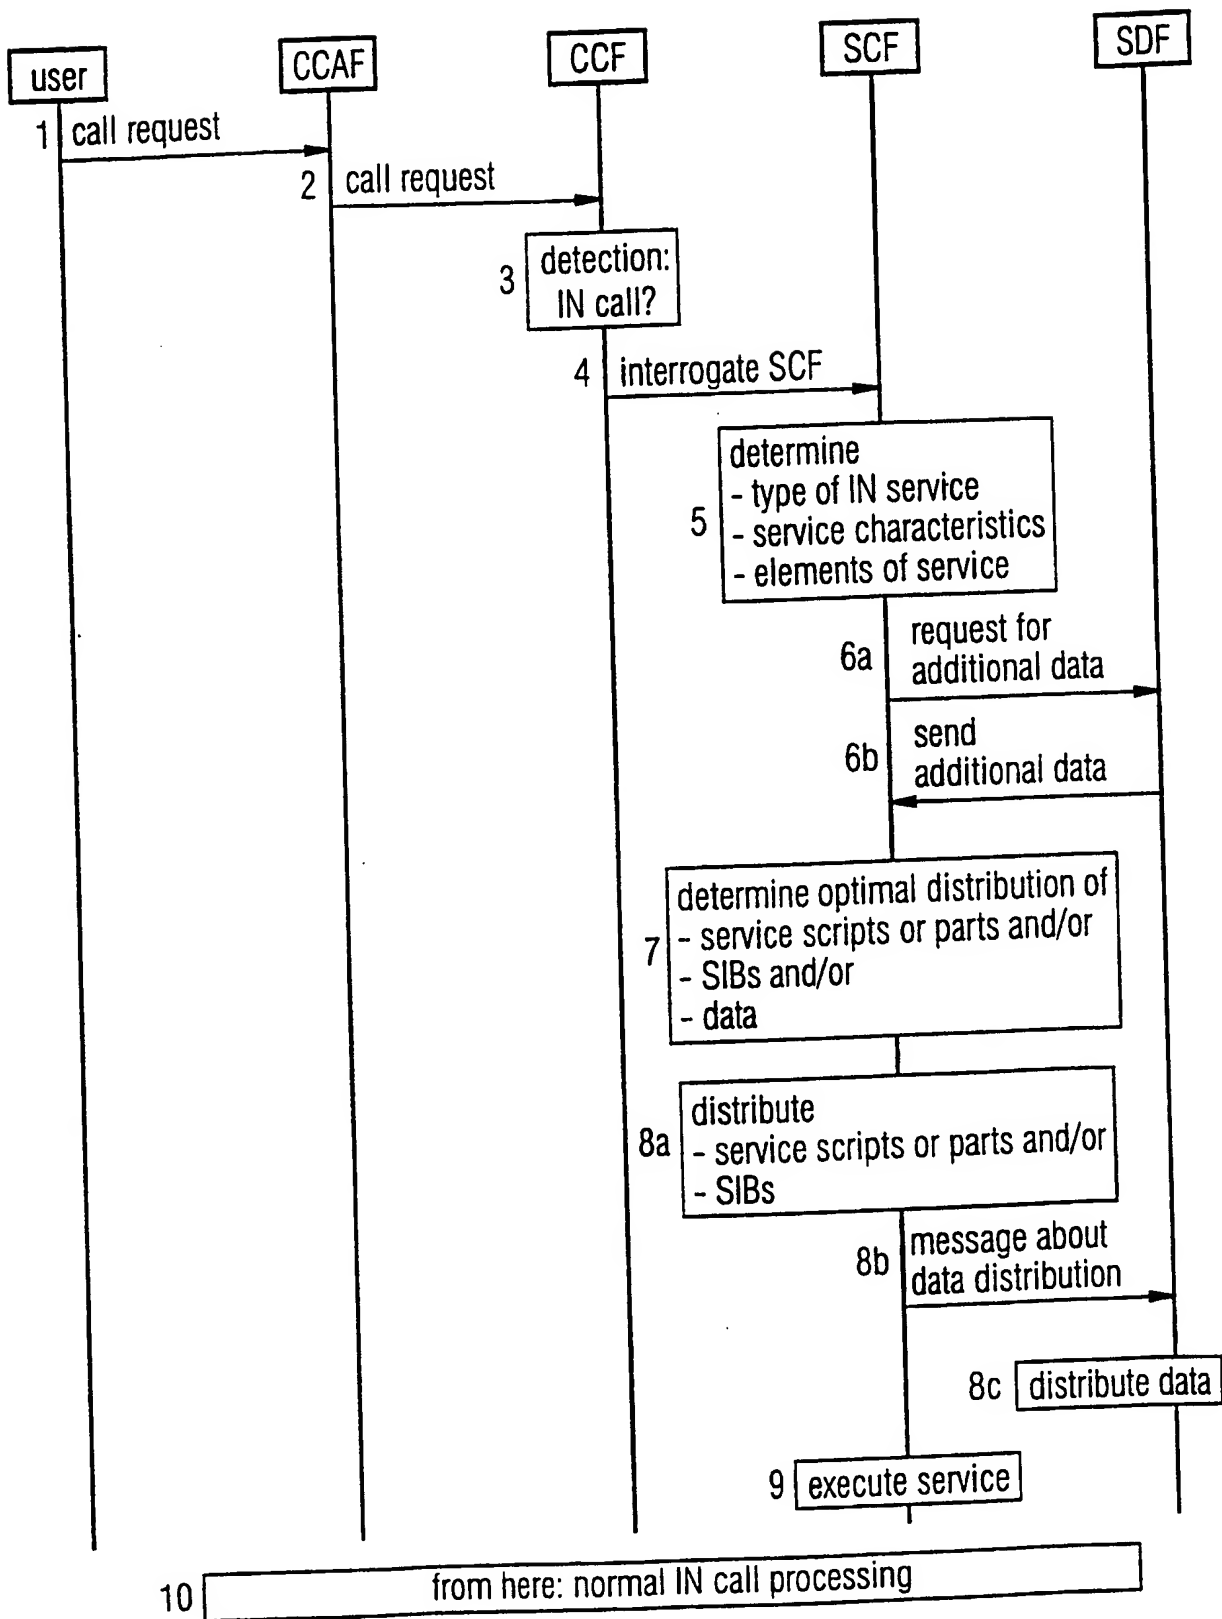 user
CCAF
CCF
SCF
SDF
1 call request
2 call request
3 detection:
IN call?
4 interrogate SCF
5 determine
- type of IN service
- service characteristics
- elements of service
6a request for
additional data
6b send
additional data
7 determine optimal distribution of
- service scripts or parts and/or
- SIBs and/or
- data
8a distribute
- service scripts or parts and/or
- SIBs
8b message about
data distribution
8c distribute data
9 execute service
10 from here: normal IN call processing